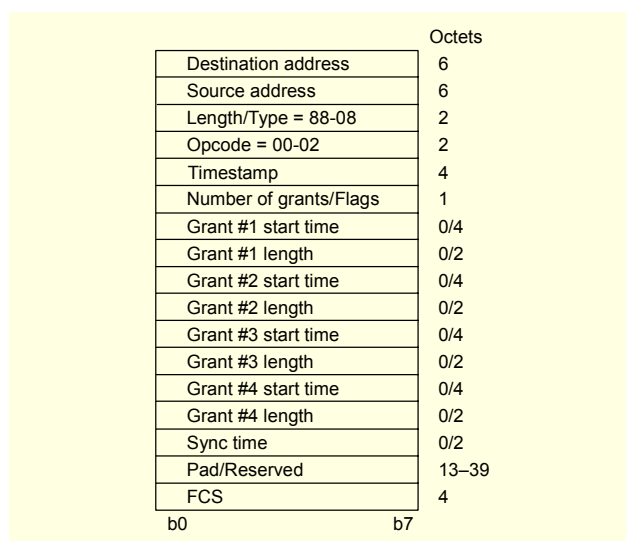 Octets
Destination address 6
Source address 6
Length/Type = 88-08 2
Opcode = 00-02 2
Timestamp 4
Number of grants/Flags 1
Grant #1 start time 0/4
Grant #1 length 0/2
Grant #2 start time 0/4
Grant #2 length 0/2
Grant #3 start time 0/4
Grant #3 length 0/2
Grant #4 start time 0/4
Grant #4 length 0/2
Sync time 0/2
Pad/Reserved 13–39
FCS 4
b0 b7